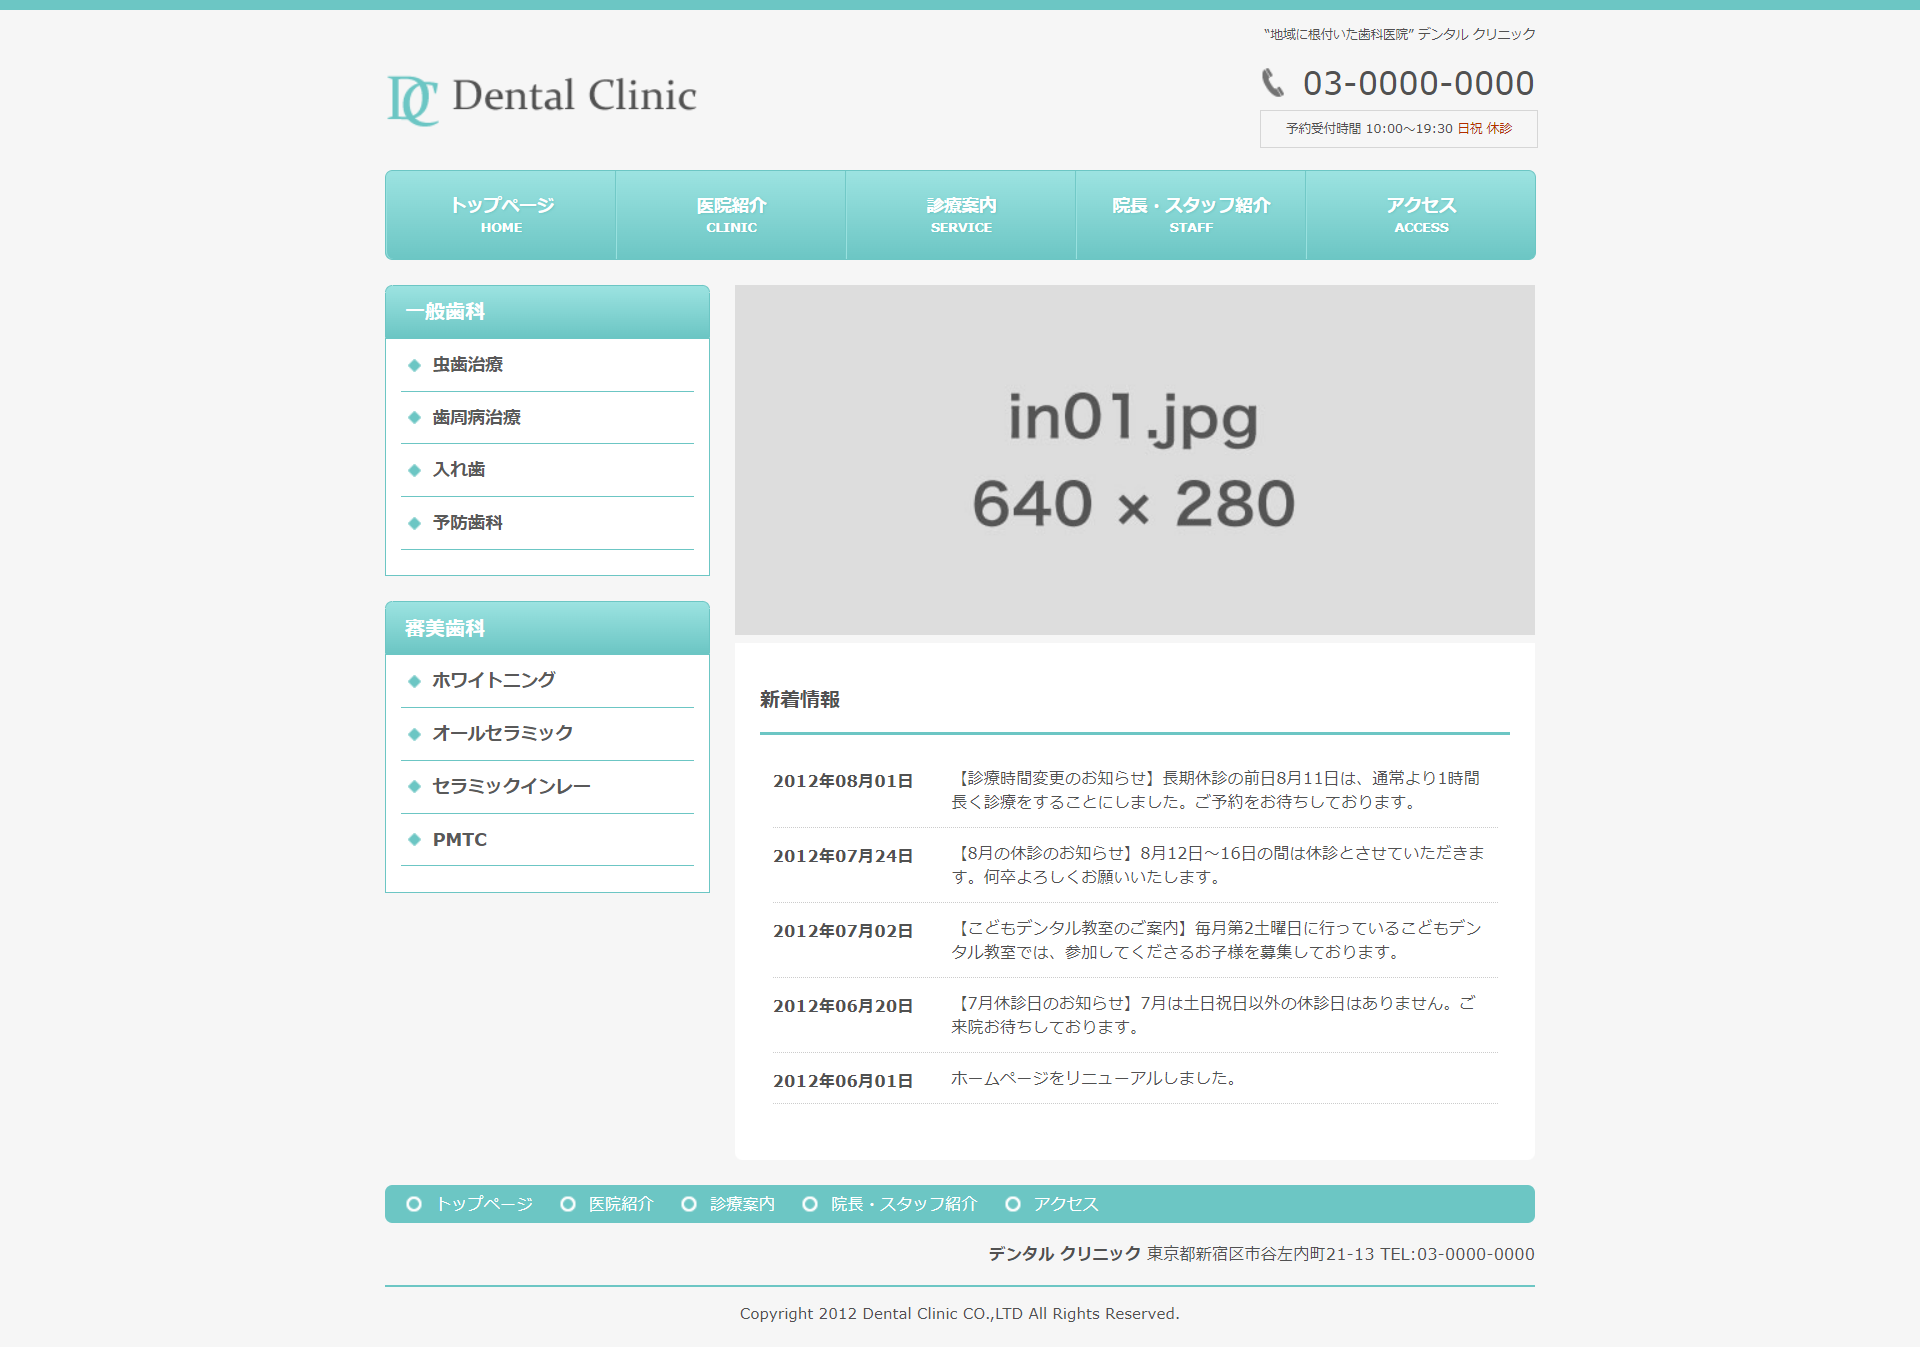 “地域に根付いた歯科医院” デンタル クリニック
DC Dental Clinic
03-0000-0000
予約受付時間 10:00～19:30 日祝 休診
トップページ
HOME
医院紹介
CLINIC
診療案内
SERVICE
院長・スタッフ紹介
STAFF
アクセス
ACCESS
一般歯科
虫歯治療
歯周病治療
入れ歯
予防歯科
審美歯科
ホワイトニング
オールセラミック
セラミックインレー
PMTC
in01.jpg
640 × 280
新着情報
2012年08月01日
【診療時間変更のお知らせ】長期休診の前日8月11日は、通常より1時間
長く診療をすることにしました。ご予約をお待ちしております。
2012年07月24日
【8月の休診のお知らせ】8月12日～16日の間は休診とさせていただきま
す。何卒よろしくお願いいたします。
2012年07月02日
【こどもデンタル教室のご案内】毎月第2土曜日に行っているこどもデン
タル教室では、参加してくださるお子様を募集しております。
2012年06月20日
【7月休診日のお知らせ】7月は土日祝日以外の休診日はありません。ご
来院お待ちしております。
2012年06月01日
ホームページをリニューアルしました。
トップページ 医院紹介 診療案内 院長・スタッフ紹介 アクセス
デンタル クリニック 東京都新宿区市谷左内町21-13 TEL:03-0000-0000
Copyright 2012 Dental Clinic CO.,LTD All Rights Reserved.